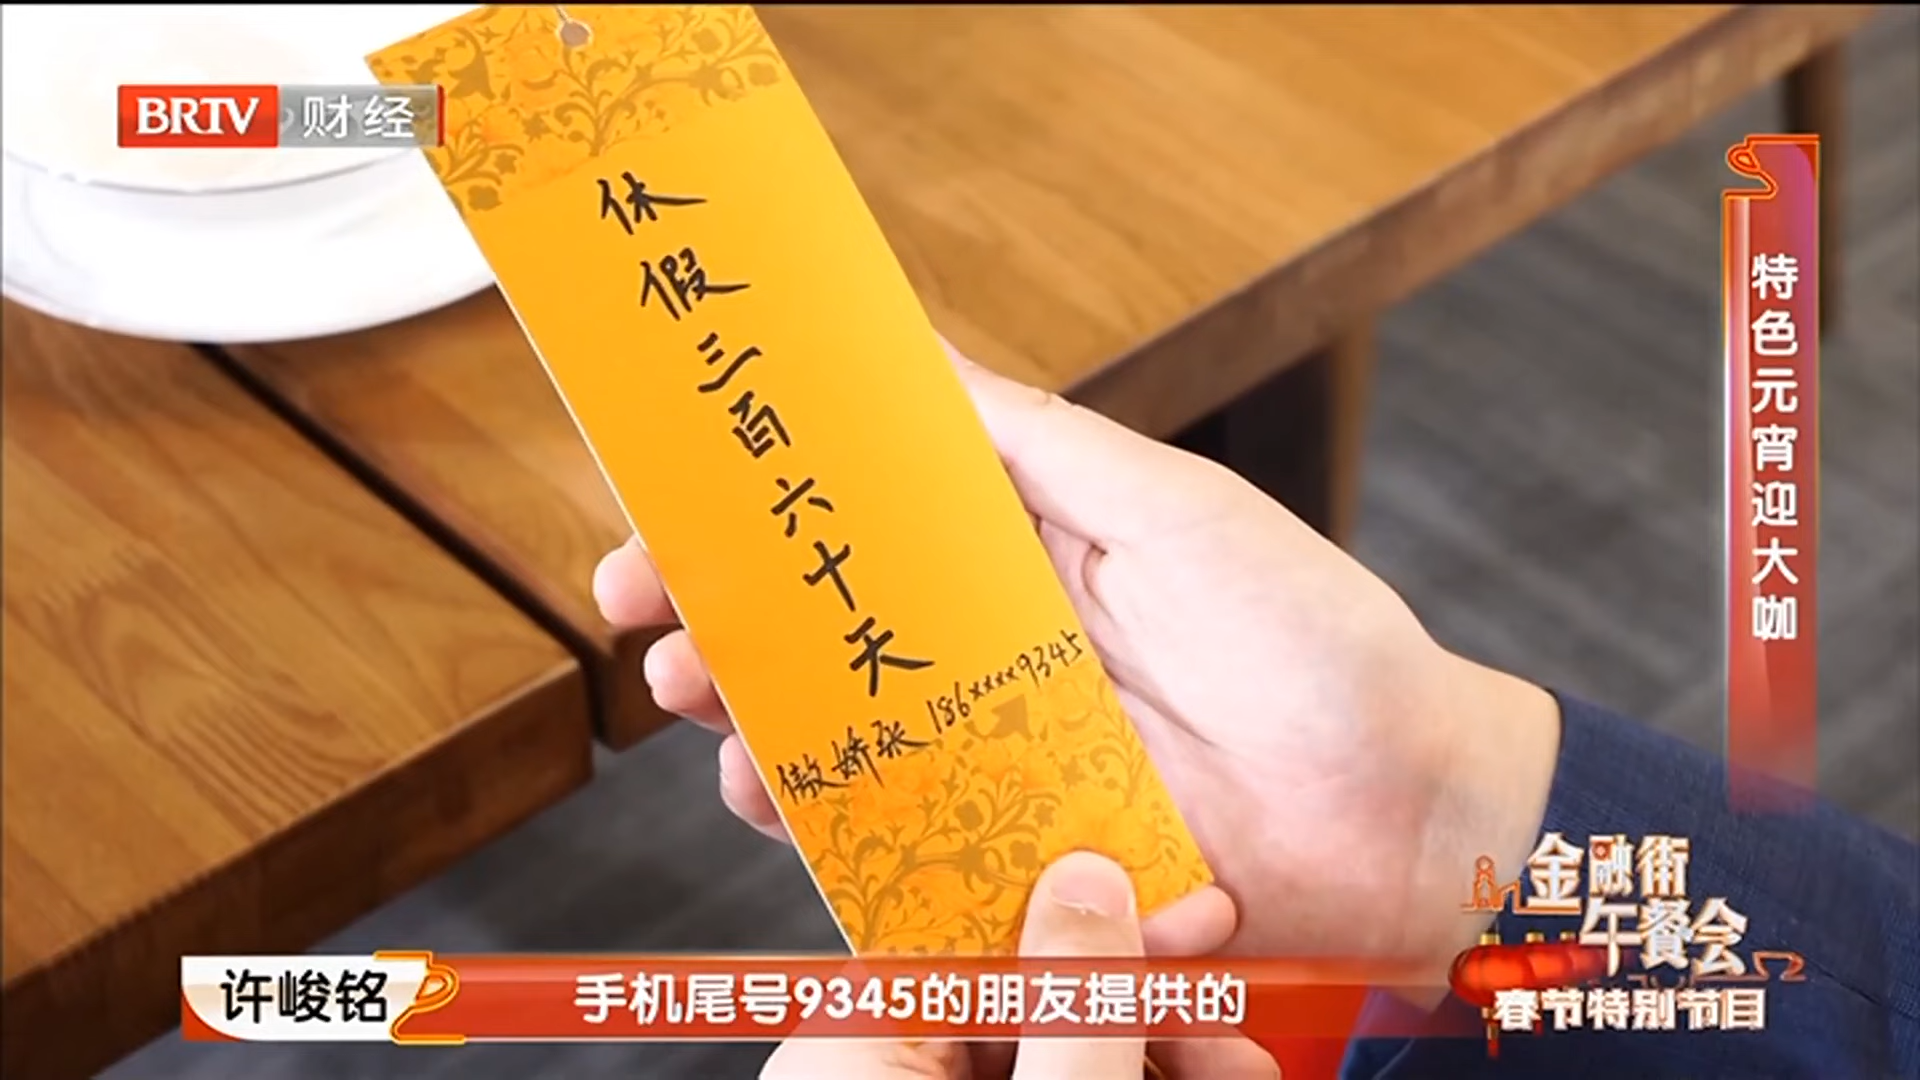 BRTV 财经
休假三百六十天
傲娇张 186xxxx9345
特色元宵迎大咖
金融街
午餐会
春节特别节目
许峻铭
手机尾号9345的朋友提供的